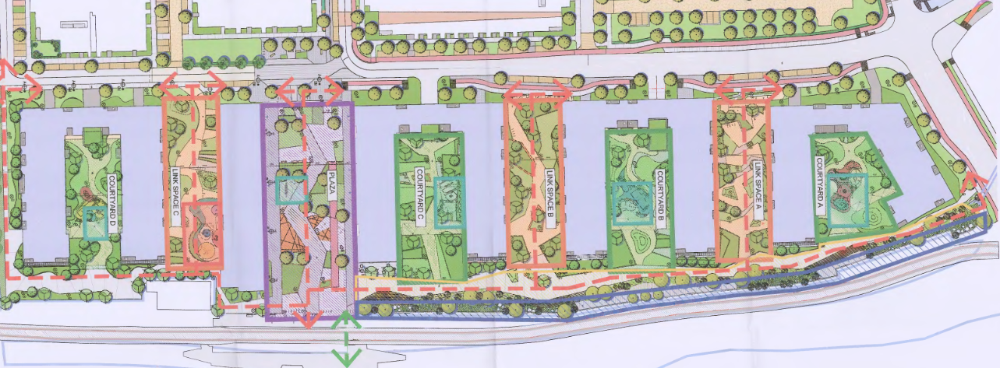 COURTYARD D
LINK SPACE C
PLAZA
COURTYARD C
LINK SPACE B
COURTYARD B
LINK SPACE A
COURTYARD A